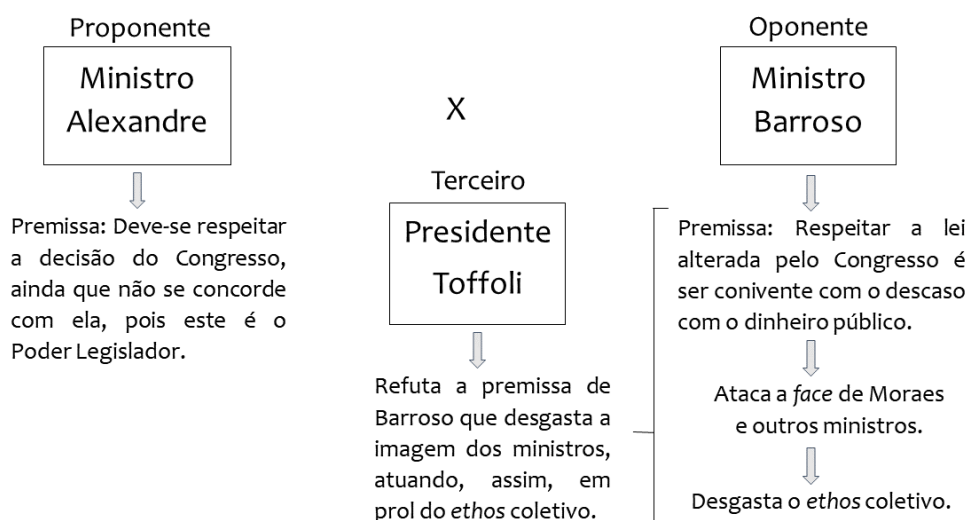 Proponente
Ministro
Alexandre
Premissa: Deve-se respeitar
a decisão do Congresso,
ainda que não se concorde
com ela, pois este é o
Poder Legislador.
X
Terceiro
Presidente
Toffoli
Refuta a premissa de
Barroso que desgasta a
imagem dos ministros,
atuando, assim, em
prol do ethos coletivo.
Oponente
Ministro
Barroso
Premissa: Respeitar a lei
alterada pelo Congresso é
ser conivente com o descaso
com o dinheiro público.
Ataca a face de Moraes
e outros ministros.
Desgasta o ethos coletivo.